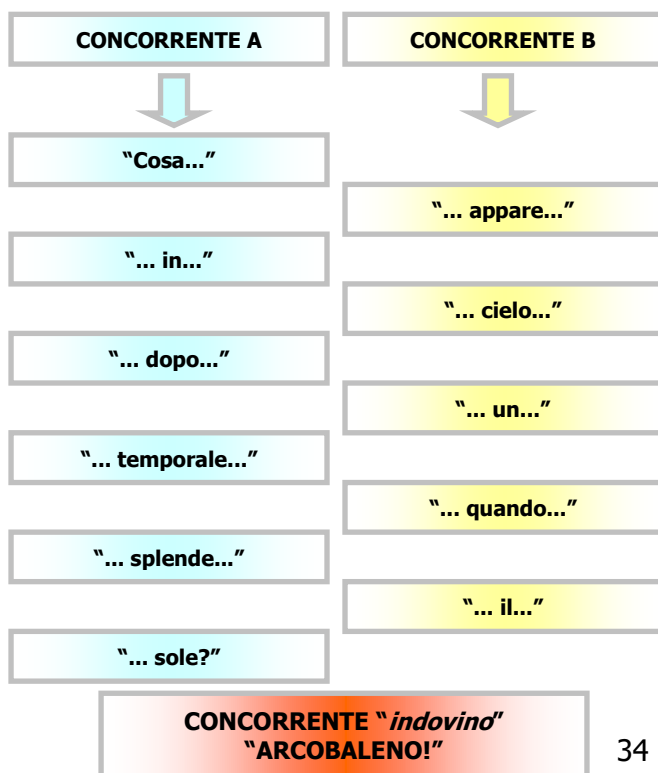 CONCORRENTE A
CONCORRENTE B
“Cosa...”
“... appare...”
“... in...”
“... cielo...”
“... dopo...”
“... un...”
“... temporale...”
“... quando...”
“... splende...”
“... il...”
“... sole?”
CONCORRENTE “indovino”
“ARCOBALENO!”
34